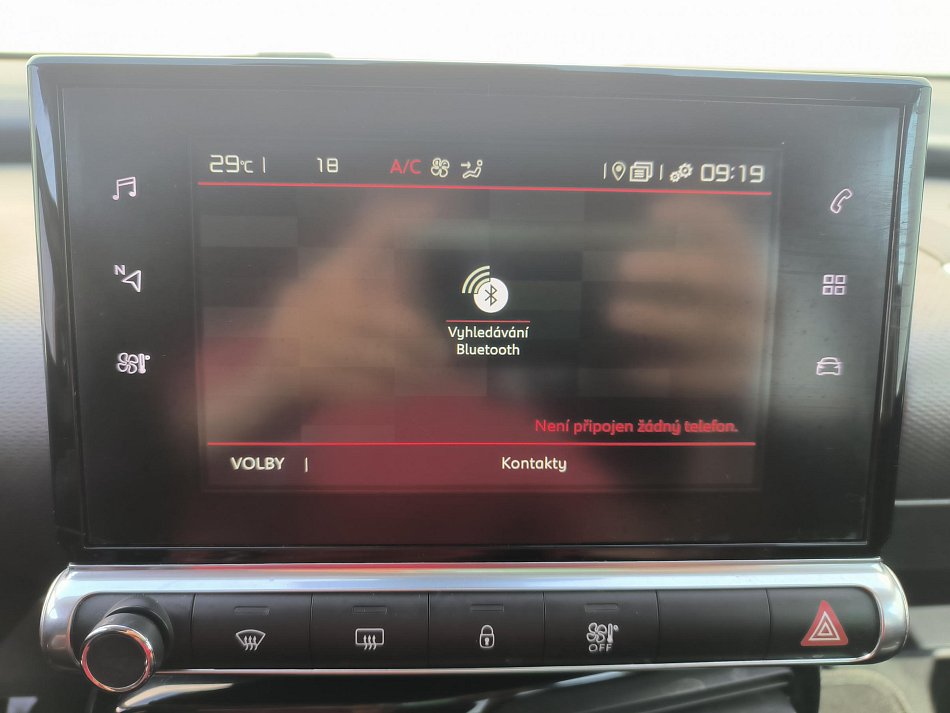 29°C 18 A/C 09:19
N
Vyhledávání
Bluetooth
Není připojen žádný telefon.
VOLBY Kontakty
OFF